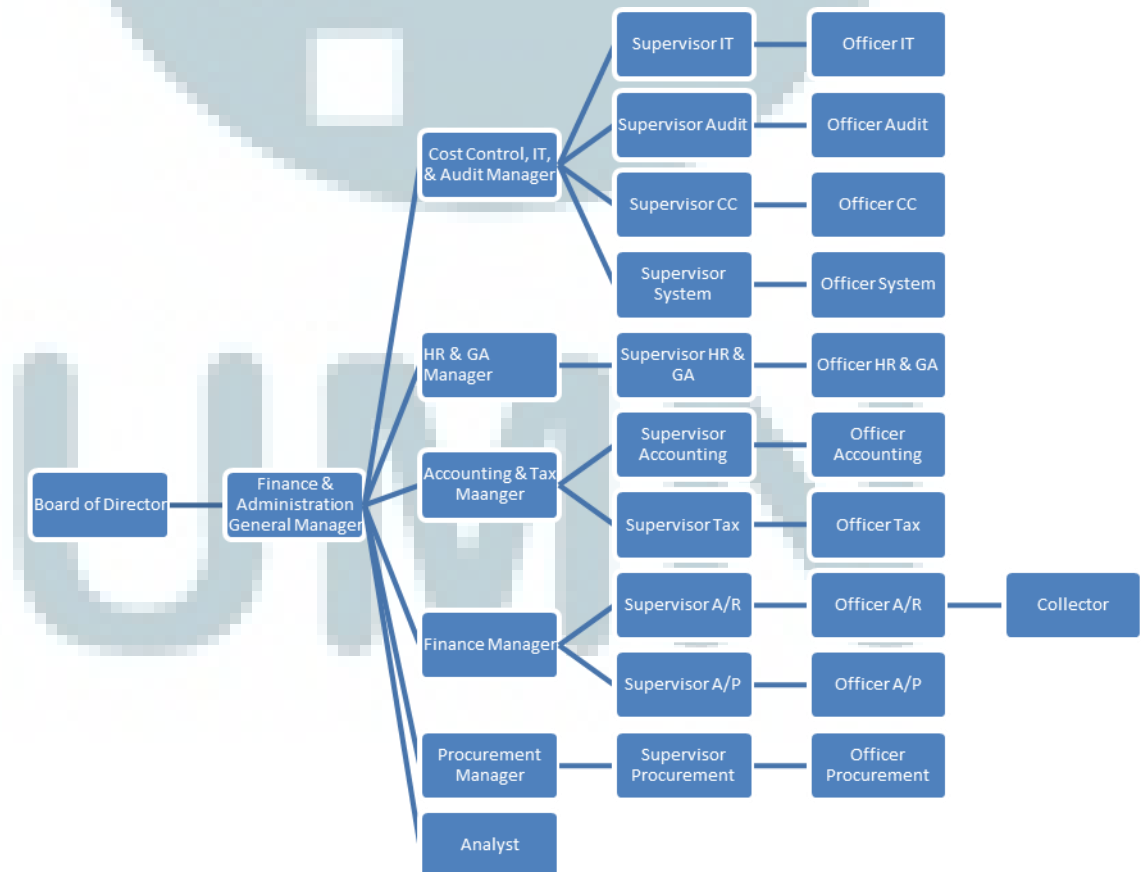 Supervisor IT
Officer IT
Supervisor Audit
Officer Audit
Cost Control, IT,
& Audit Manager
Supervisor CC
Officer CC
Supervisor
System
Officer System
HR & GA
Manager
Supervisor HR &
GA
Officer HR & GA
Supervisor
Accounting
Officer
Accounting
Accounting & Tax
Maanger
Board of Director
Finance &
Administration
General Manager
Supervisor Tax
Officer Tax
Supervisor A/R
Officer A/R
Collector
Finance Manager
Supervisor A/P
Officer A/P
Procurement
Manager
Supervisor
Procurement
Officer
Procurement
Analyst
UMN